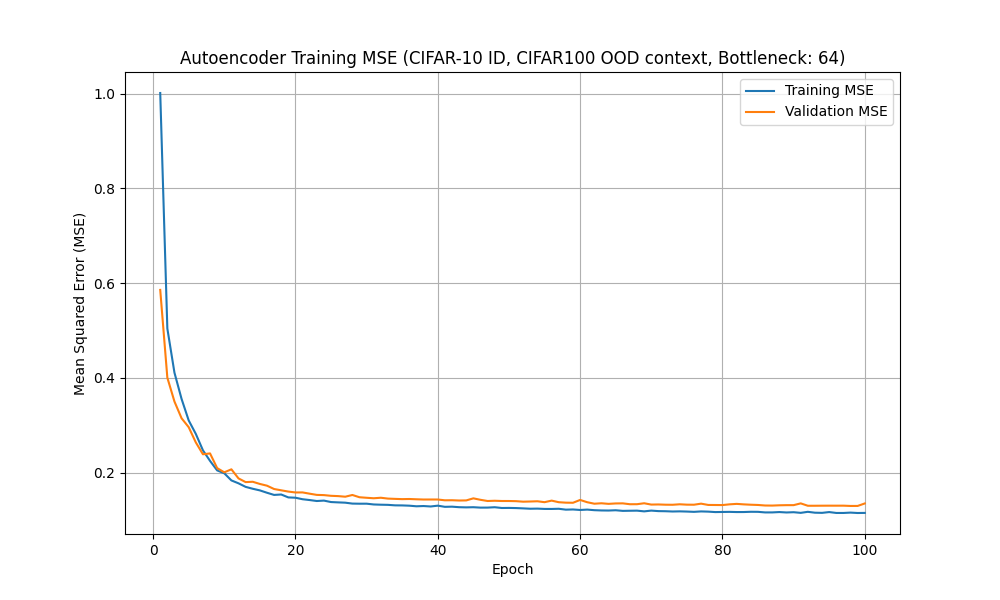 Autoencoder Training MSE (CIFAR-10 ID, CIFAR100 OOD context, Bottleneck: 64)
Training MSE
Validation MSE
Mean Squared Error (MSE)
1.0
0.8
0.6
0.4
0.2
0 20 40 60 80 100
Epoch